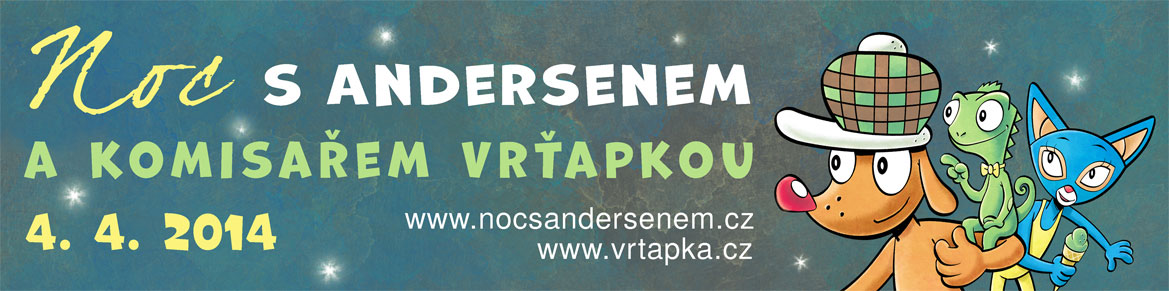 Noc S ANDERSENEM
A KOMISAŘEM VRŤAPKOU
4. 4. 2014
www.nocsandersenem.cz
www.vrtapka.cz